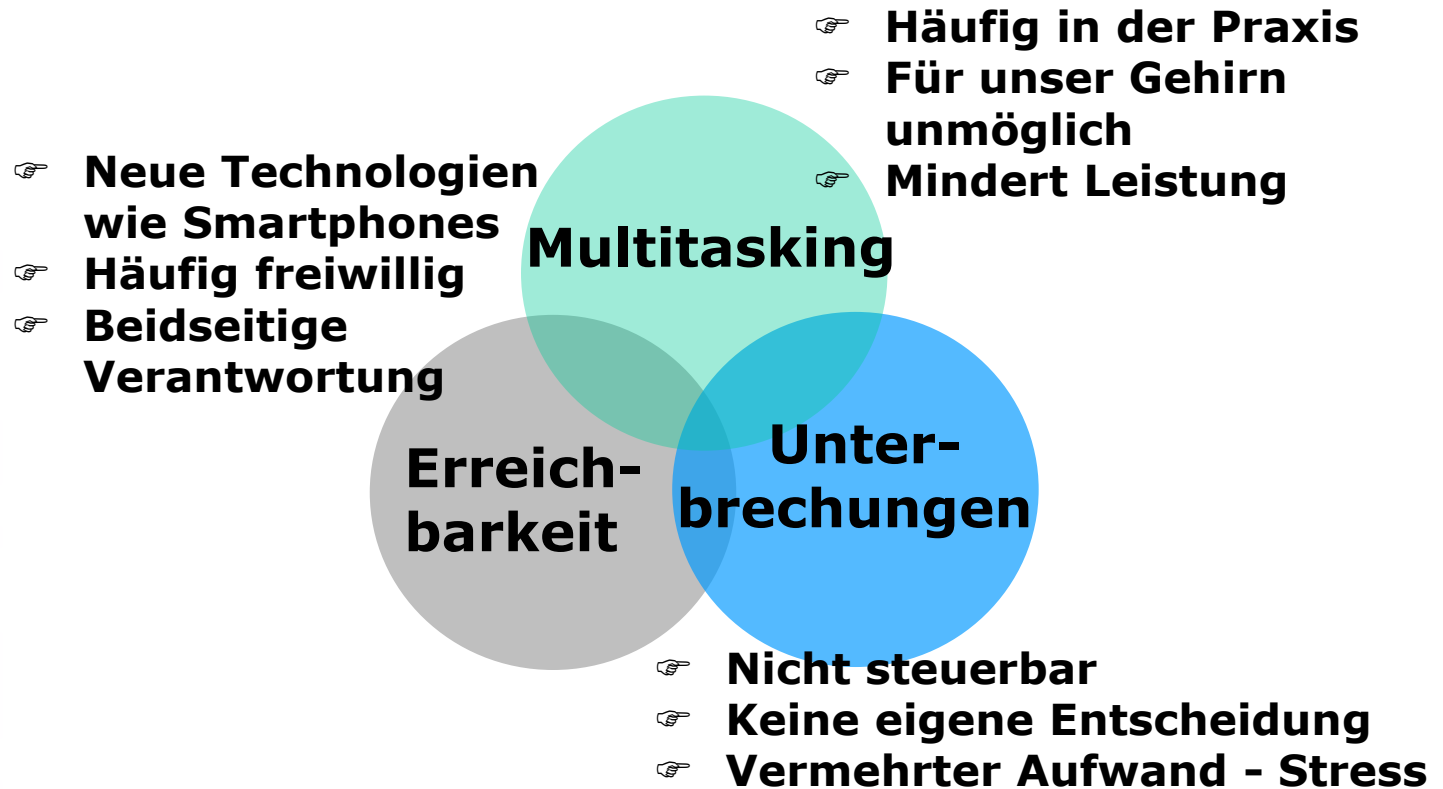 ☞ Häufig in der Praxis
☞ Für unser Gehirn
unmöglich
☞ Mindert Leistung
☞ Neue Technologien
wie Smartphones
☞ Häufig freiwillig
☞ Beidseitige
Verantwortung
Multitasking
Erreich-
barkeit
Unter-
brechungen
☞ Nicht steuerbar
☞ Keine eigene Entscheidung
☞ Vermehrter Aufwand - Stress